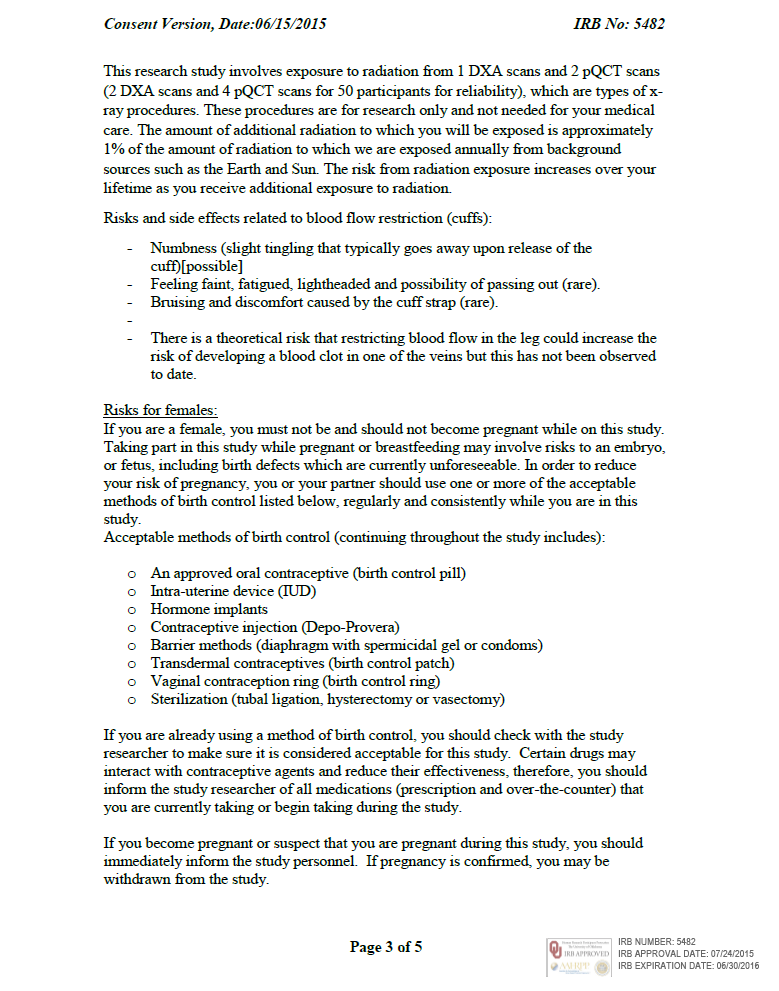 Consent Version, Date:06/15/2015 IRB No: 5482
This research study involves exposure to radiation from 1 DXA scans and 2 pQCT scans
(2 DXA scans and 4 pQCT scans for 50 participants for reliability), which are types of x-
ray procedures. These procedures are for research only and not needed for your medical
care. The amount of additional radiation to which you will be exposed is approximately
1% of the amount of radiation to which we are exposed annually from background
sources such as the Earth and Sun. The risk from radiation exposure increases over your
lifetime as you receive additional exposure to radiation.
Risks and side effects related to blood flow restriction (cuffs):
- Numbness (slight tingling that typically goes away upon release of the
cuff)[possible]
- Feeling faint, fatigued, lightheaded and possibility of passing out (rare).
- Bruising and discomfort caused by the cuff strap (rare).
-
- There is a theoretical risk that restricting blood flow in the leg could increase the
risk of developing a blood clot in one of the veins but this has not been observed
to date.
Risks for females:
If you are a female, you must not be and should not become pregnant while on this study.
Taking part in this study while pregnant or breastfeeding may involve risks to an embryo,
or fetus, including birth defects which are currently unforeseeable. In order to reduce
your risk of pregnancy, you or your partner should use one or more of the acceptable
methods of birth control listed below, regularly and consistently while you are in this
study.
Acceptable methods of birth control (continuing throughout the study includes):
o An approved oral contraceptive (birth control pill)
o Intra-uterine device (IUD)
o Hormone implants
o Contraceptive injection (Depo-Provera)
o Barrier methods (diaphragm with spermicidal gel or condoms)
o Transdermal contraceptives (birth control patch)
o Vaginal contraception ring (birth control ring)
o Sterilization (tubal ligation, hysterectomy or vasectomy)
If you are already using a method of birth control, you should check with the study
researcher to make sure it is considered acceptable for this study. Certain drugs may
interact with contraceptive agents and reduce their effectiveness, therefore, you should
inform the study researcher of all medications (prescription and over-the-counter) that
you are currently taking or begin taking during the study.
If you become pregnant or suspect that you are pregnant during this study, you should
immediately inform the study personnel. If pregnancy is confirmed, you may be
withdrawn from the study.
Page 3 of 5
IRB APPROVED
AAHRPP
IRB NUMBER: 5482
IRB APPROVAL DATE: 07/24/2015
IRB EXPIRATION DATE: 06/30/2016